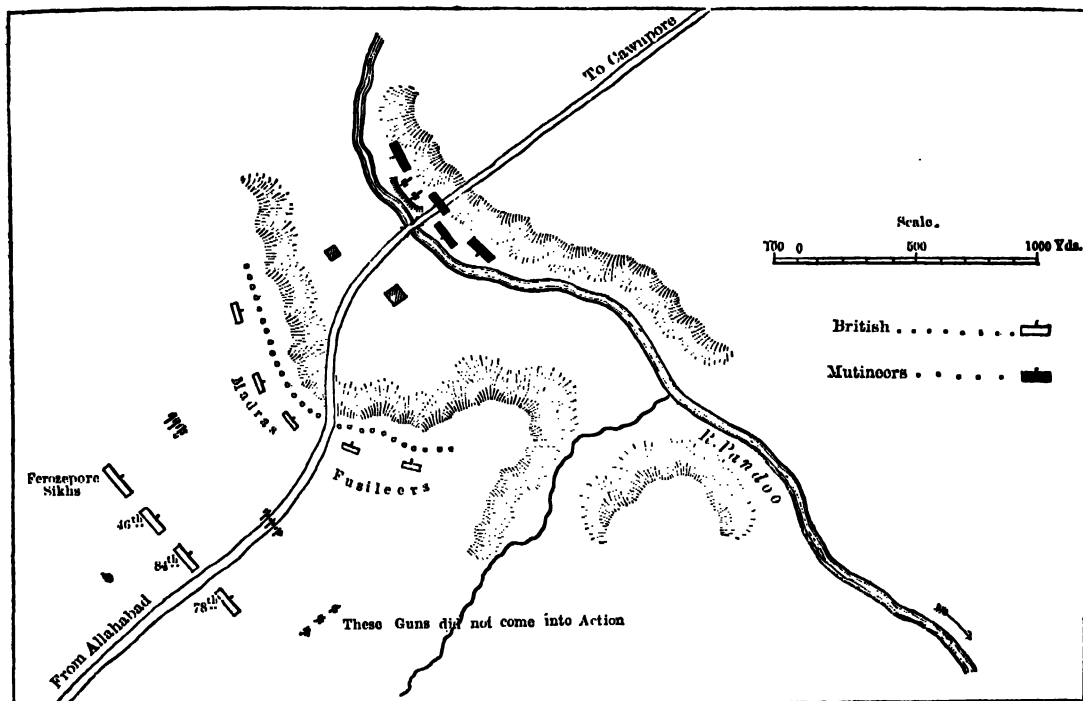 To Cawnpore
Scale.
100 0 500 1000 Yds.
British
Mutineers
Madras
Fusileers
R. Pandoo
Ferozepore
Sikhs
46th
84th
78th
From Allahabad
These Guns did not come into Action